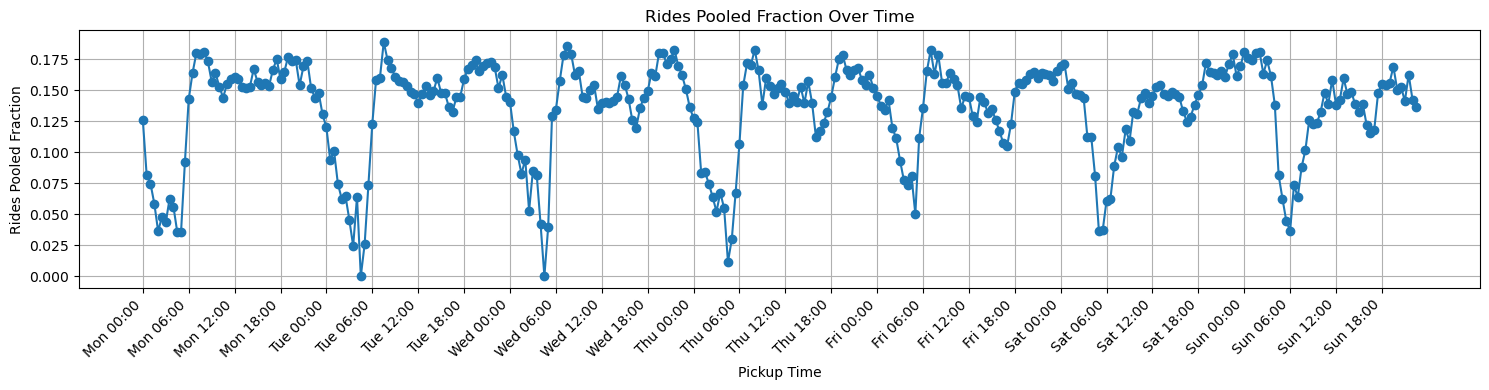 Rides Pooled Fraction Over Time
Rides Pooled Fraction
0.175
0.150
0.125
0.100
0.075
0.050
0.025
0.000
Mon 00:00
Mon 06:00
Mon 12:00
Mon 18:00
Tue 00:00
Tue 06:00
Tue 12:00
Tue 18:00
Wed 00:00
Wed 06:00
Wed 12:00
Wed 18:00
Thu 00:00
Thu 06:00
Thu 12:00
Thu 18:00
Fri 00:00
Fri 06:00
Fri 12:00
Fri 18:00
Sat 00:00
Sat 06:00
Sat 12:00
Sat 18:00
Sun 00:00
Sun 06:00
Sun 12:00
Sun 18:00
Pickup Time